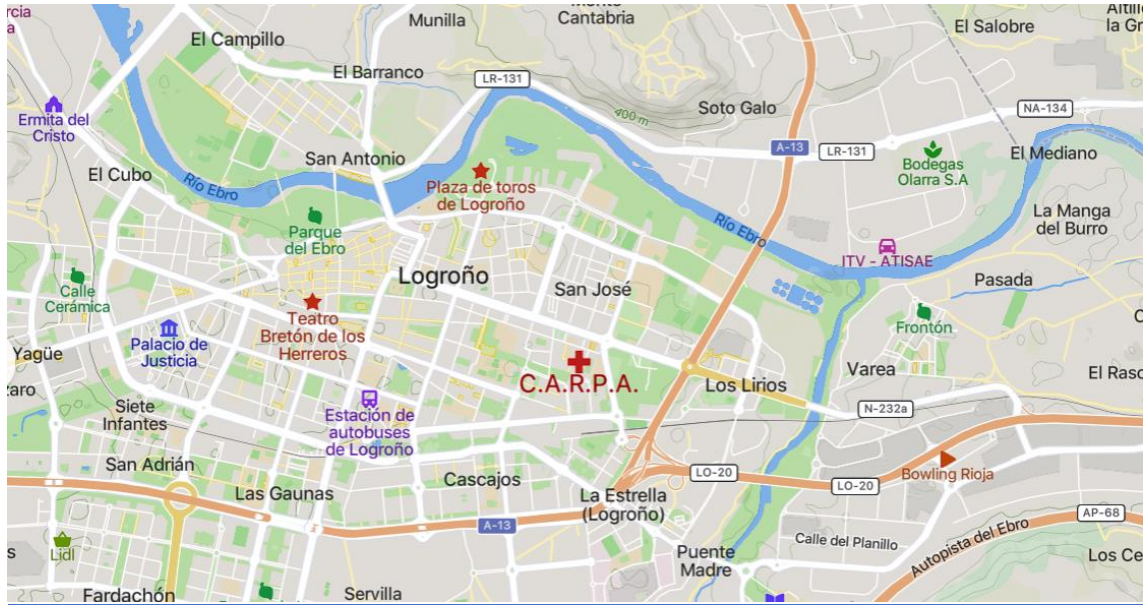 Munilla
Cantabria
El Salobre
la Gr
El Campillo
El Barranco
LR-131
Soto Galo
400 m
NA-134
Ermita del
Cristo
A-13
LR-131
El Mediano
Bodegas
Olarra S.A
San Antonio
El Cubo
Río Ebro
Plaza de toros
de Logroño
Parque
del Ebro
Río Ebro
La Manga
del Burro
ITV - ATISAE
Logroño
San José
Pasada
Calle
Cerámica
Teatro
Bretón de los
Herreros
Palacio de
Justicia
Frontón
Yagüe
C.A.R.P.A.
Los Lirios
Varea
El Rasc
zaro
Siete
Infantes
Estación de
autobuses
de Logroño
N-232a
San Adrián
Cascajos
LO-20
LO-20
Bowling Rioja
Las Gaunas
La Estrella
(Logroño)
A-13
AP-68
Lidl
Calle del Planillo
Autopista del Ebro
Puente
Madre
Los Ce
Fardachón
Servilla